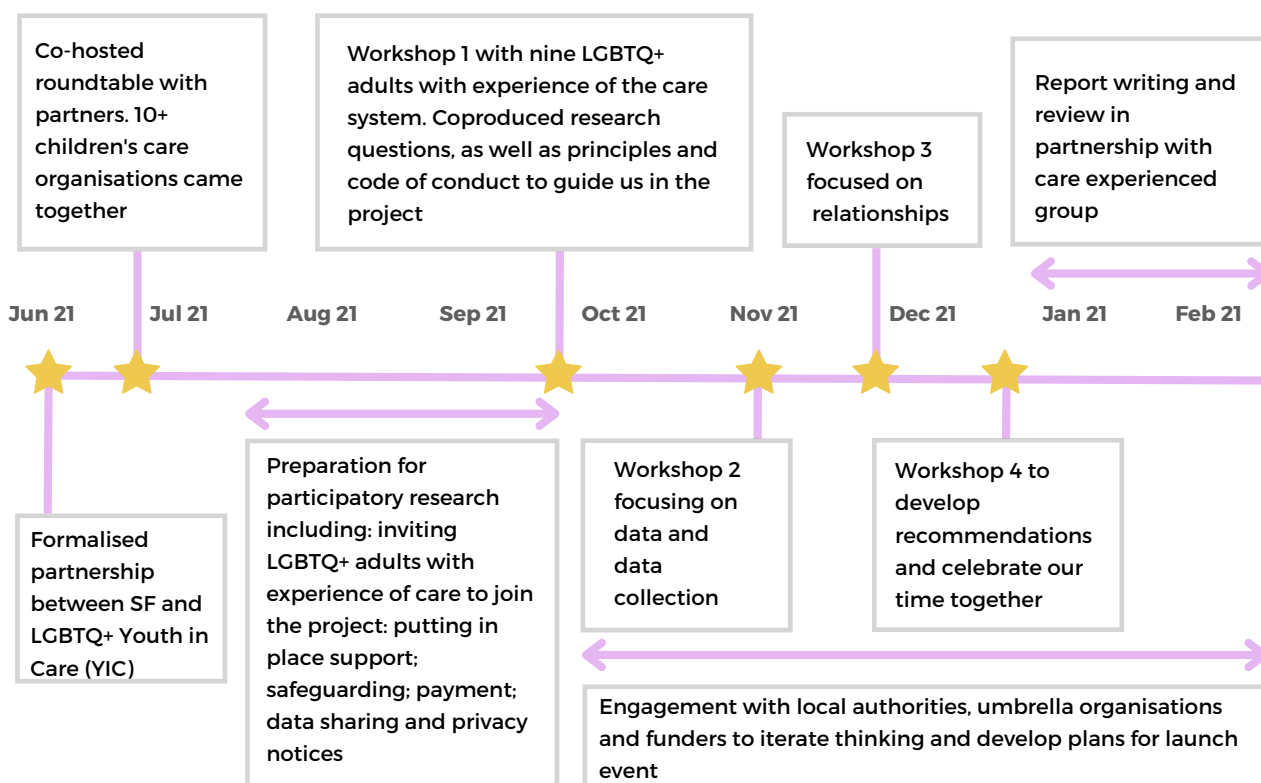 Co-hosted
roundtable with
partners. 10+
children's care
organisations came
together
Workshop 1 with nine LGBTQ+
adults with experience of the care
system. Coproduced research
questions, as well as principles and
code of conduct to guide us in the
project
Workshop 3
focused on
relationships
Report writing and
review in
partnership with
care experienced
group
Jun 21
Jul 21
Aug 21
Sep 21
Oct 21
Nov 21
Dec 21
Jan 21
Feb 21
Formalised
partnership
between SF and
LGBTQ+ Youth in
Care (YIC)
Preparation for
participatory research
including: inviting
LGBTQ+ adults with
experience of care to join
the project: putting in
place support;
safeguarding; payment;
data sharing and privacy
notices
Workshop 2
focusing on
data and
data
collection
Workshop 4 to
develop
recommendations
and celebrate our
time together
Engagement with local authorities, umbrella organisations
and funders to iterate thinking and develop plans for launch
event